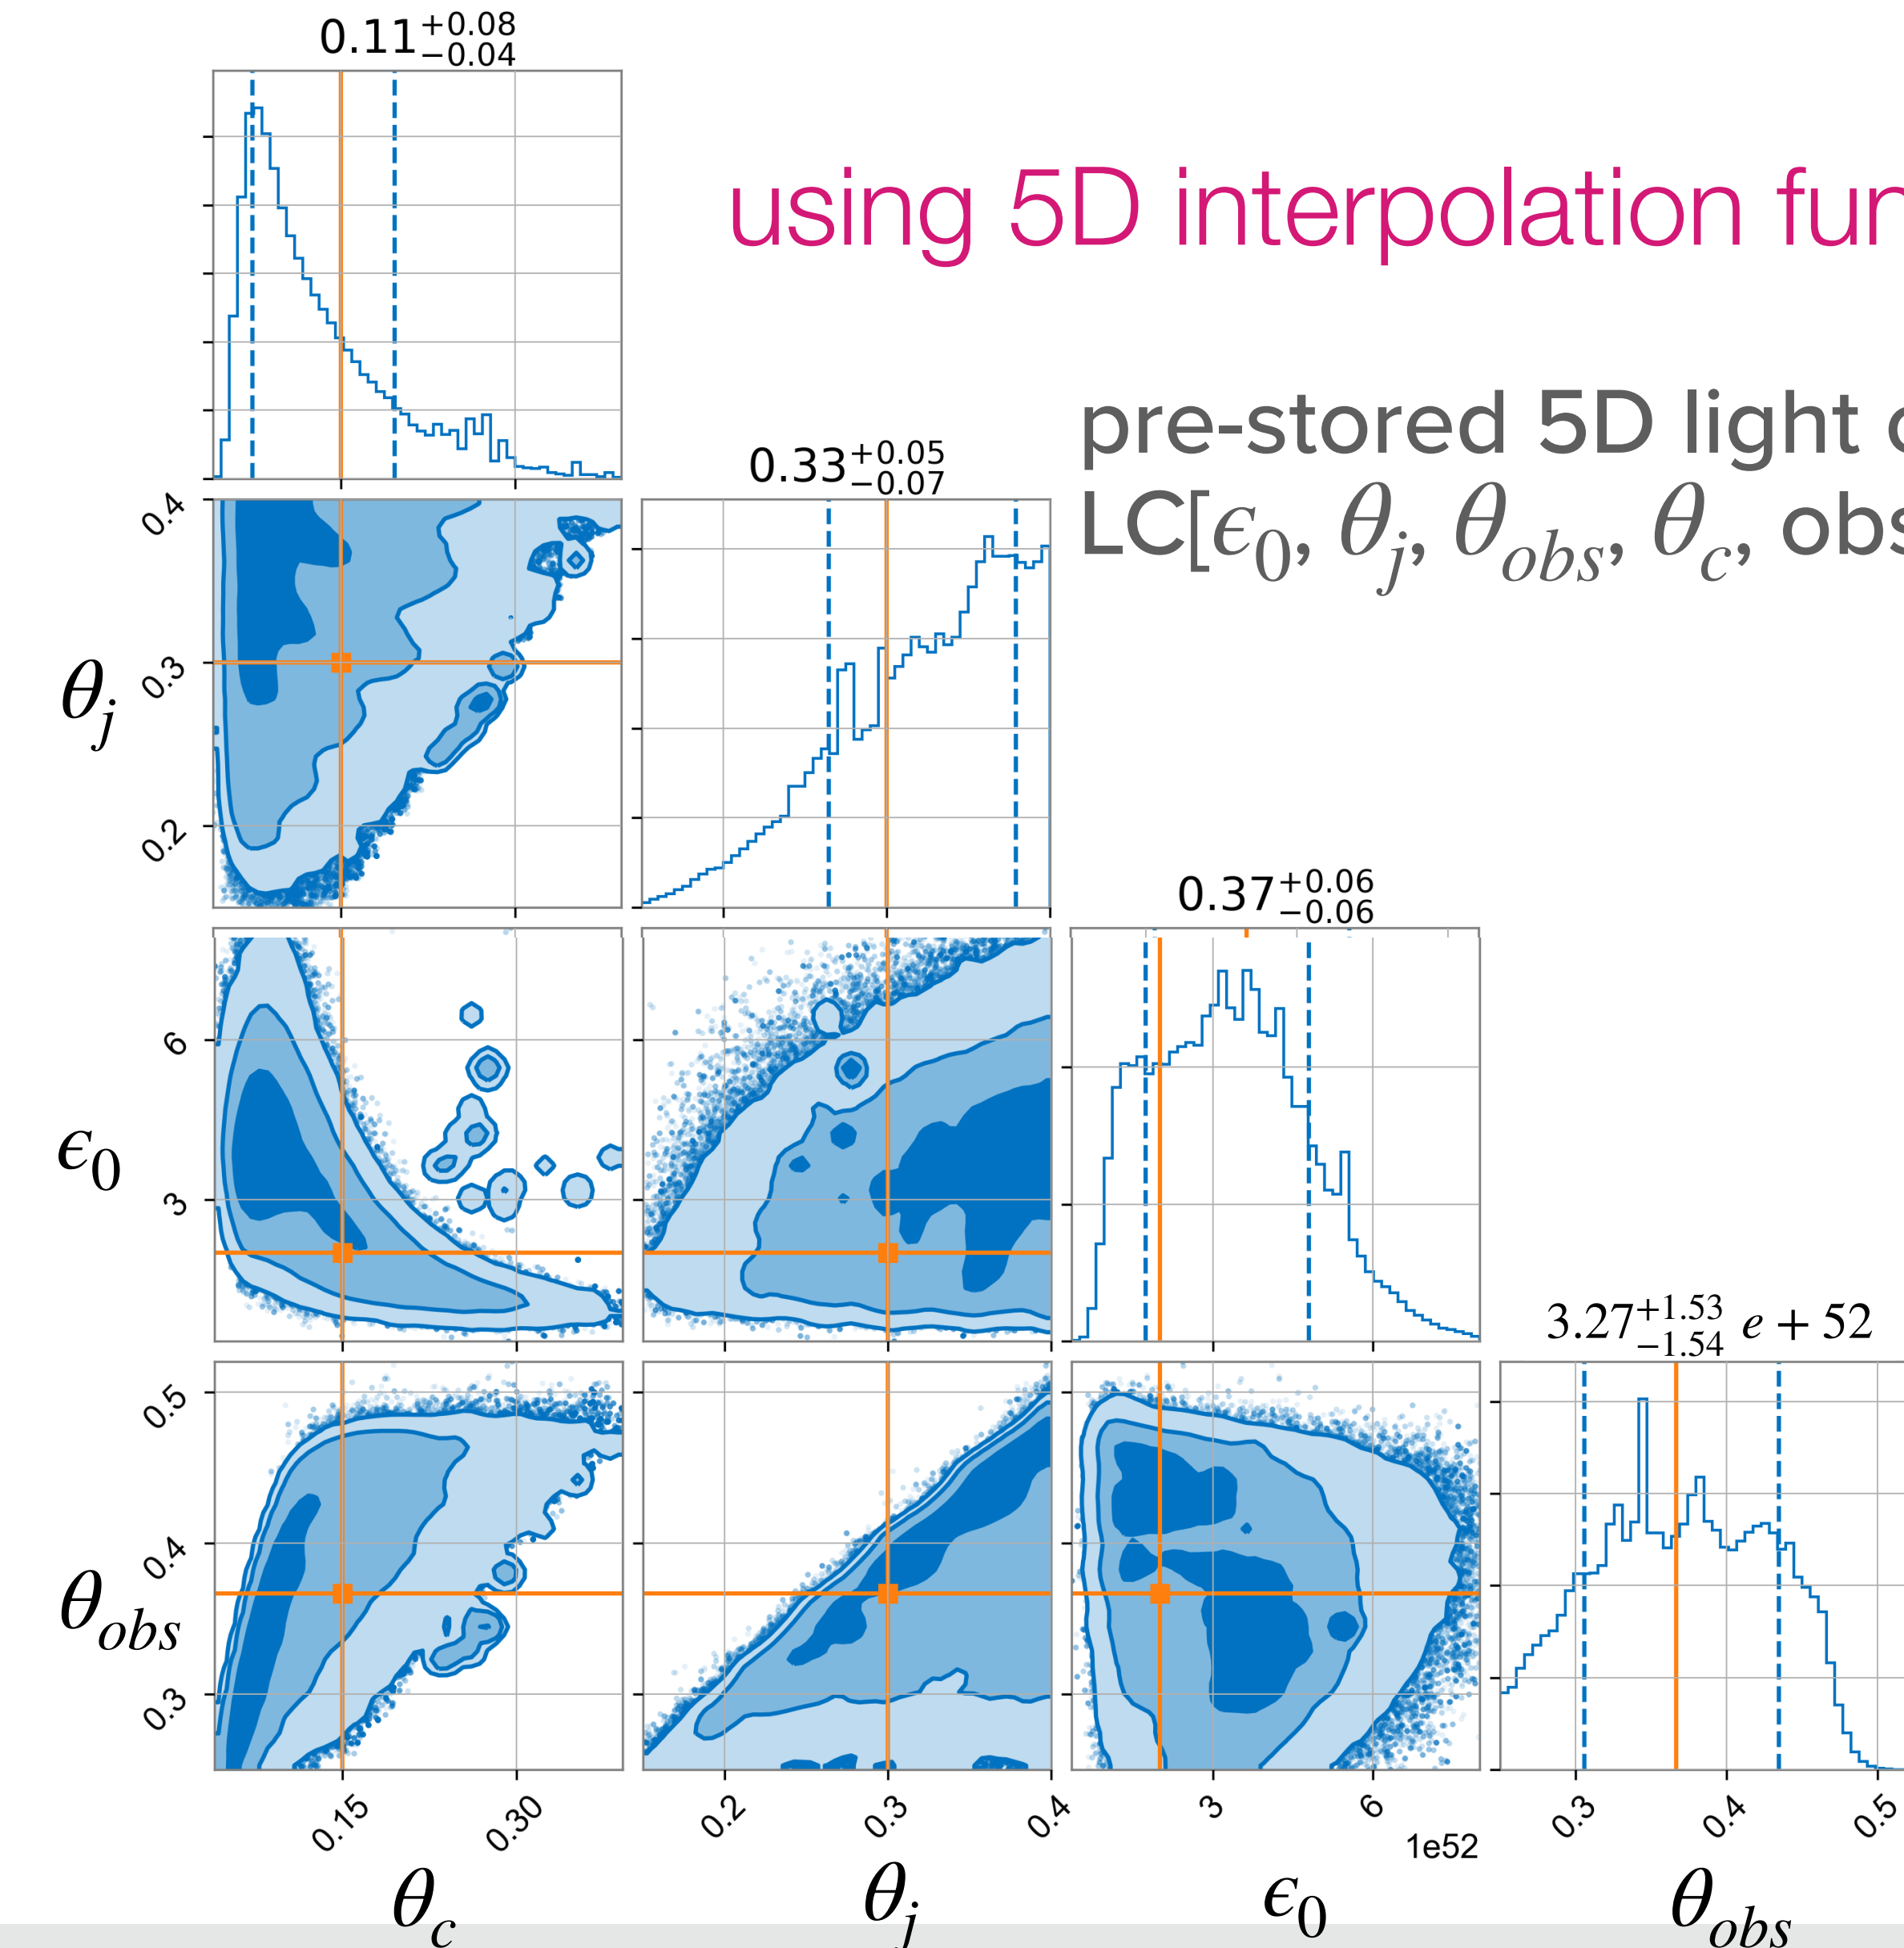 0.11+0.08−0.04
using 5D interpolation fun
pre-stored 5D light c
LC[ϵ0, θj, θobs, θc, obs
0.33+0.05−0.07
0.4
0.3
0.2
θj
0.37+0.06−0.06
6
3
ϵ0
3.27+1.53−1.54 e + 52
0.5
0.4
0.3
θobs
0.15 0.30 0.2 0.3 0.4 3 6 0.3 0.4 0.5
1e52
θc θj ϵ0 θobs